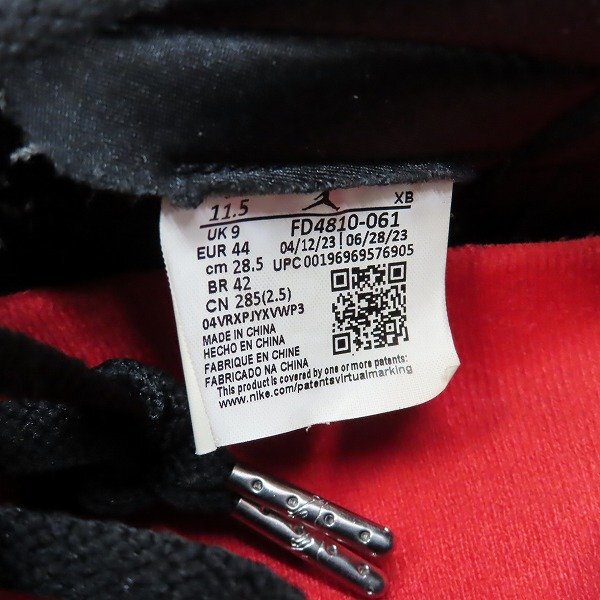 11.5 XB
UK 9 FD4810-061
EUR 44 04/12/23 | 06/28/23
cm 28.5 UPC 00196969576905
BR 42
CN 285(2.5)
04VRXPJYXVWP3
MADE IN CHINA
HECHO EN CHINA
FABRIQUE EN CHINE
FABRICADO NA CHINA
This product is covered by one or more patents:
www.nike.com/patentsvirtualmarking